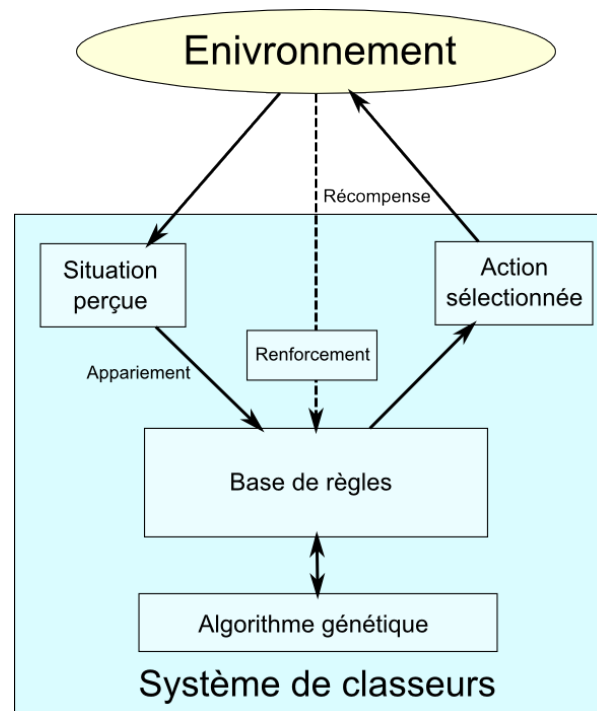 Enivronnement
Récompense
Situation
perçue
Action
sélectionnée
Renforcement
Appariement
Base de règles
Algorithme génétique
Système de classeurs